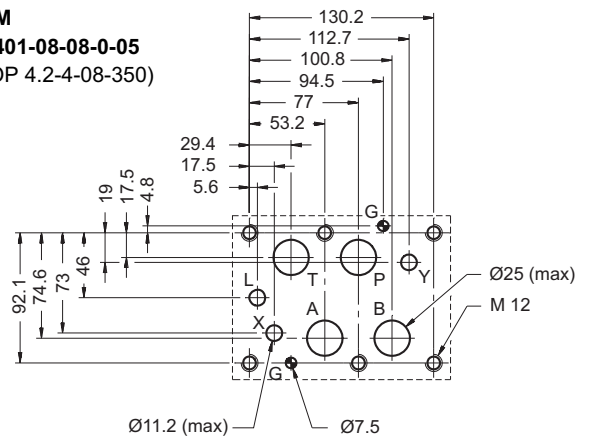 M
401-08-08-0-05
OP 4.2-4-08-350)
130.2
112.7
100.8
94.5
77
53.2
29.4
17.5
5.6
19
17.5
4.8
92.1
74.6
73
46
G
T
P
Y
L
A
B
X
G
Ø25 (max)
M 12
Ø11.2 (max)
Ø7.5